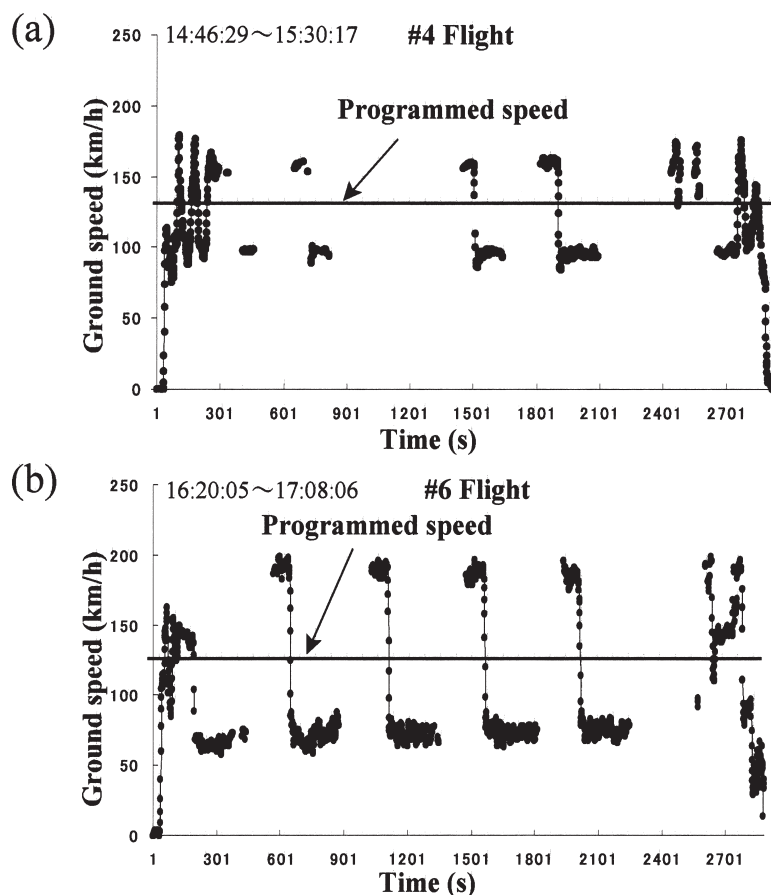 (a)
14:46:29～15:30:17 #4 Flight
Programmed speed
Ground speed (km/h)
250
200
150
100
50
0
1 301 601 901 1201 1501 1801 2101 2401 2701
Time (s)
(b)
16:20:05～17:08:06 #6 Flight
Programmed speed
Ground speed (km/h)
250
200
150
100
50
0
1 301 601 901 1201 1501 1801 2101 2401 2701
Time (s)